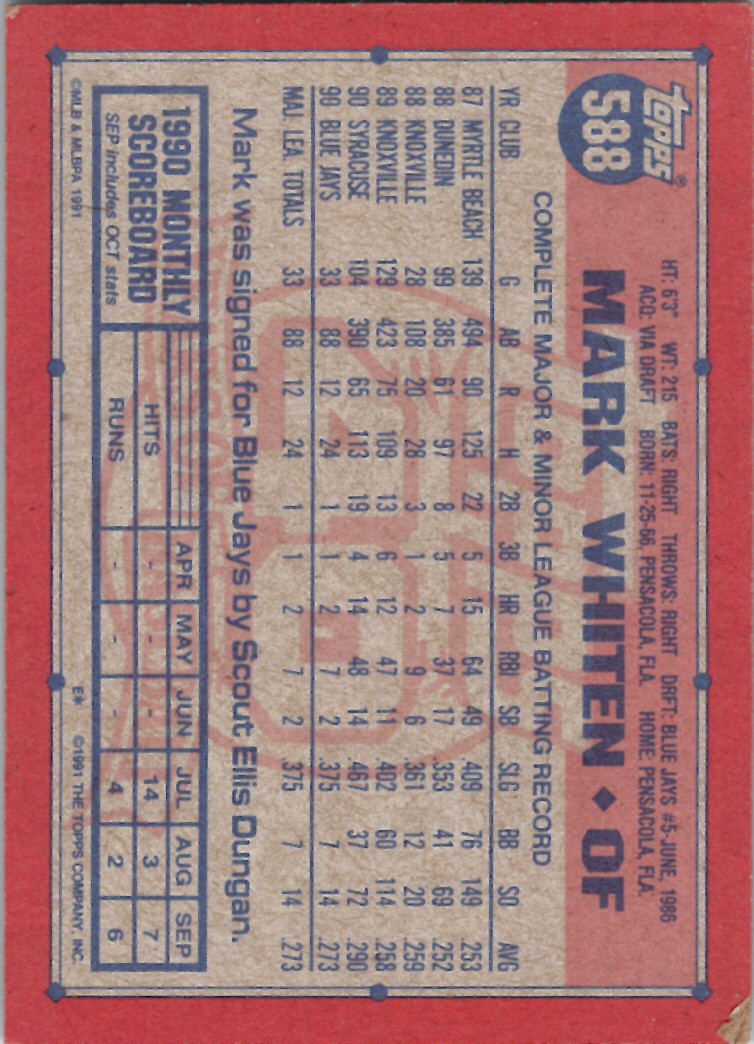 Topps®
588
HT: 6'3" WT: 215 BATS: RIGHT THROWS: RIGHT DRFT: BLUE JAYS #5-JUNE, 1986
ACQ: VIA DRAFT BORN: 11-25-66, PENSACOLA, FLA. HOME: PENSACOLA, FLA.
MARK WHITEN ♦ OF
COMPLETE MAJOR & MINOR LEAGUE BATTING RECORD
YR CLUB G AB R H 2B 3B HR RBI SB SLG BB SO AVG
87 MYRTLE BEACH 139 494 90 125 22 5 15 64 49 .409 76 149 .253
88 DUNEDIN 99 385 61 97 8 5 7 37 17 .353 41 69 .252
88 KNOXVILLE 28 108 20 28 3 1 2 9 6 .361 12 20 .259
89 KNOXVILLE 129 423 75 109 13 6 12 47 11 .402 60 114 .258
90 SYRACUSE 104 390 65 113 19 4 14 48 14 .467 37 72 .290
90 BLUE JAYS 33 88 12 24 1 1 2 7 2 .375 7 14 .273
MAJ. LEA. TOTALS 33 88 12 24 1 1 2 7 2 .375 7 14 .273
Mark was signed for Blue Jays by Scout Ellis Dungan.
1990 MONTHLY
SCOREBOARD
SEP includes OCT stats
APR MAY JUN JUL AUG SEP
HITS - - - 14 3 7
RUNS - - - 4 2 6
©MLB & MLBPA 1991
E* ©1991 THE TOPPS COMPANY, INC.